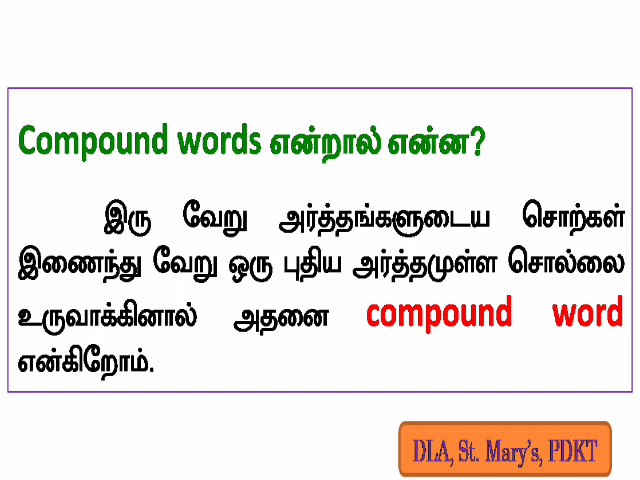 Compound words என்றால் என்ன?
இரு வேறு அர்த்தங்களுடைய சொற்கள்
இணைந்து வேறு ஒரு புதிய அர்த்தமுள்ள சொல்லை
உருவாக்கினால் அதனை compound word
என்கிறோம்.
DLA, St. Mary's, PDKT